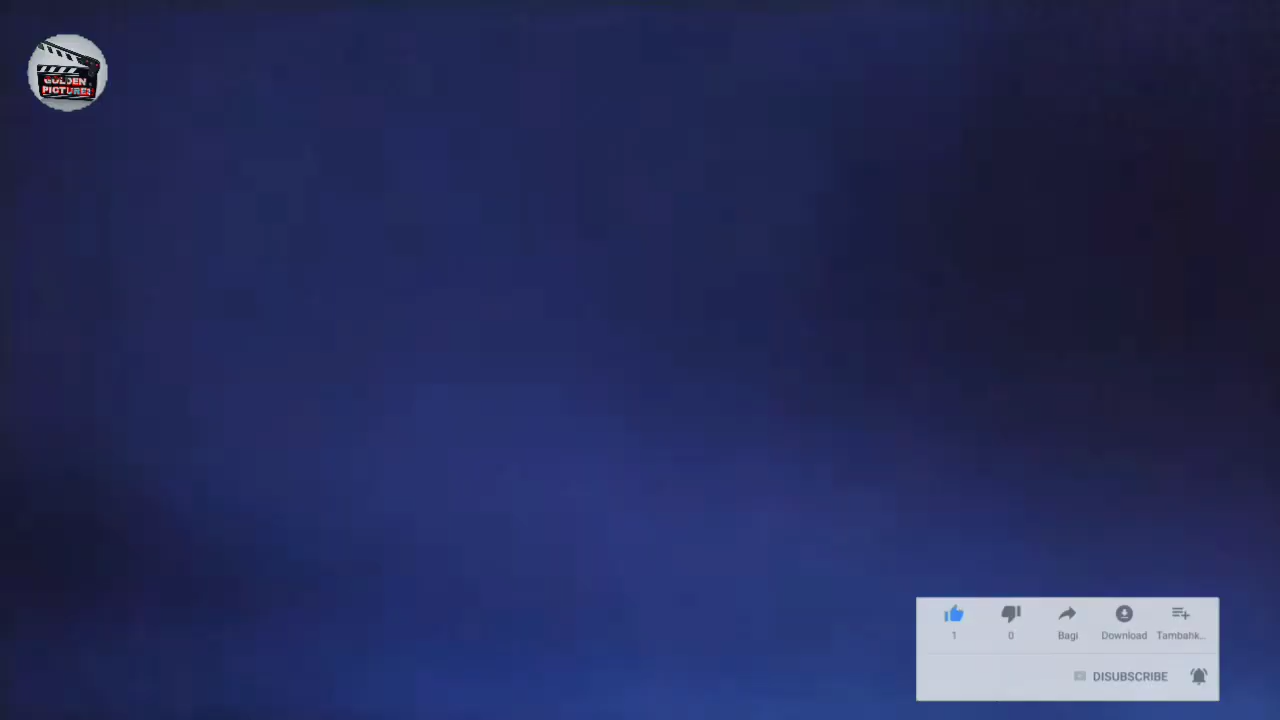 GOLDEN
PICTURES
1
0
Bagi
Download
Tambahk...
DISUBSCRIBE